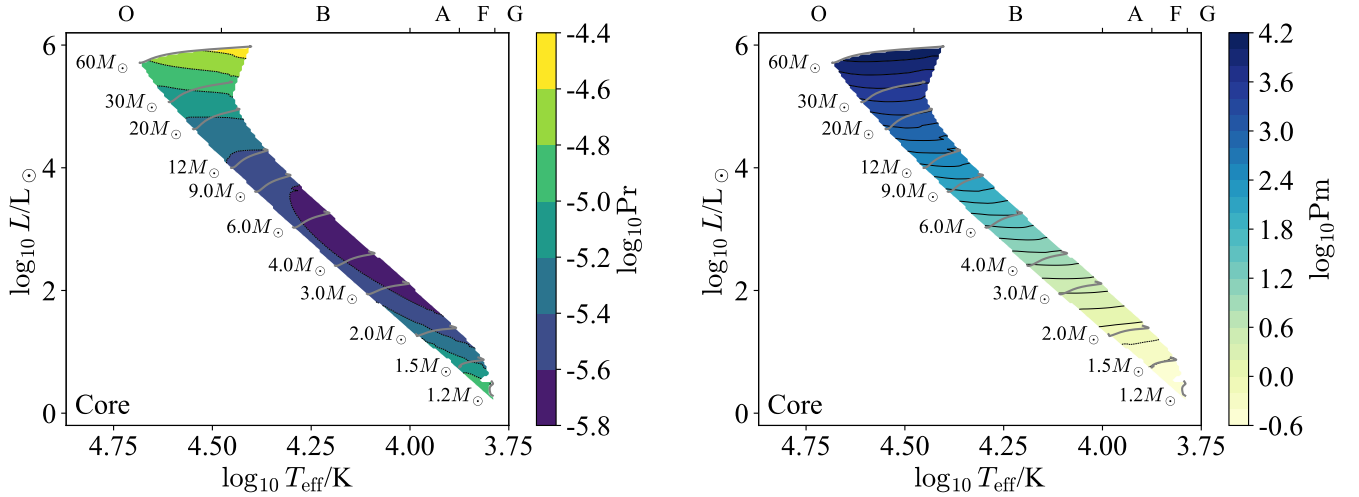 O B A F G
6
4
2
0
log₁₀ L/L☉
60M☉
30M☉
20M☉
12M☉
9.0M☉
6.0M☉
4.0M☉
3.0M☉
2.0M☉
1.5M☉
1.2M☉
Core
4.75 4.50 4.25 4.00 3.75
log₁₀ T_eff/K
-4.4
-4.6
-4.8
-5.0
-5.2
-5.4
-5.6
-5.8
log₁₀Pr
O B A F G
6
4
2
0
log₁₀ L/L☉
60M☉
30M☉
20M☉
12M☉
9.0M☉
6.0M☉
4.0M☉
3.0M☉
2.0M☉
1.5M☉
1.2M☉
Core
4.75 4.50 4.25 4.00 3.75
log₁₀ T_eff/K
4.2
3.6
3.0
2.4
1.8
1.2
0.6
0.0
-0.6
log₁₀Pm